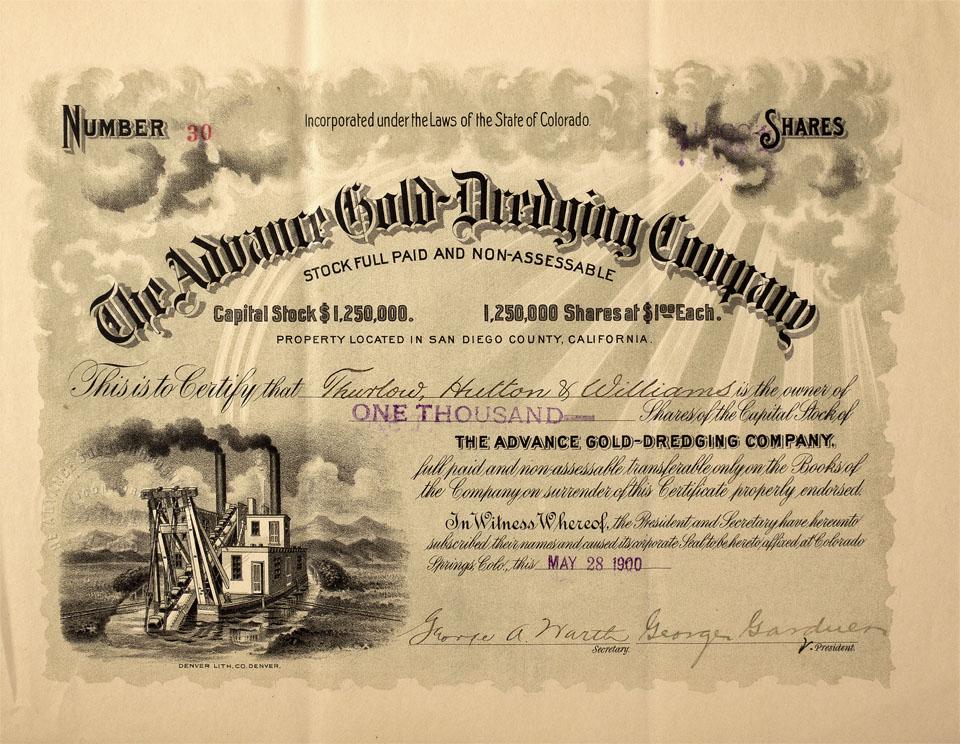 NUMBER 30
Incorporated under the Laws of the State of Colorado.
SHARES
The Advance Gold-Dredging Company
STOCK FULL PAID AND NON-ASSESSABLE
Capital Stock $1,250,000. 1,250,000 Shares at $1.00 Each.
PROPERTY LOCATED IN SAN DIEGO COUNTY, CALIFORNIA.
This is to Certify that Thurlow, Hutton & Williams is the owner of
ONE THOUSAND Shares of the Capital Stock of
THE ADVANCE GOLD-DREDGING COMPANY,
full paid and non-assessable transferable only on the Books of
the Company on surrender of this Certificate properly endorsed.
In Witness Whereof, the President and Secretary have hereunto
subscribed their names and caused its corporate Seal to be hereto affixed, at Colorado
Springs, Colo., this MAY 28 1900
George A. Warth George Gardner
Secretary. V. President.
DENVER LITH. CO. DENVER.